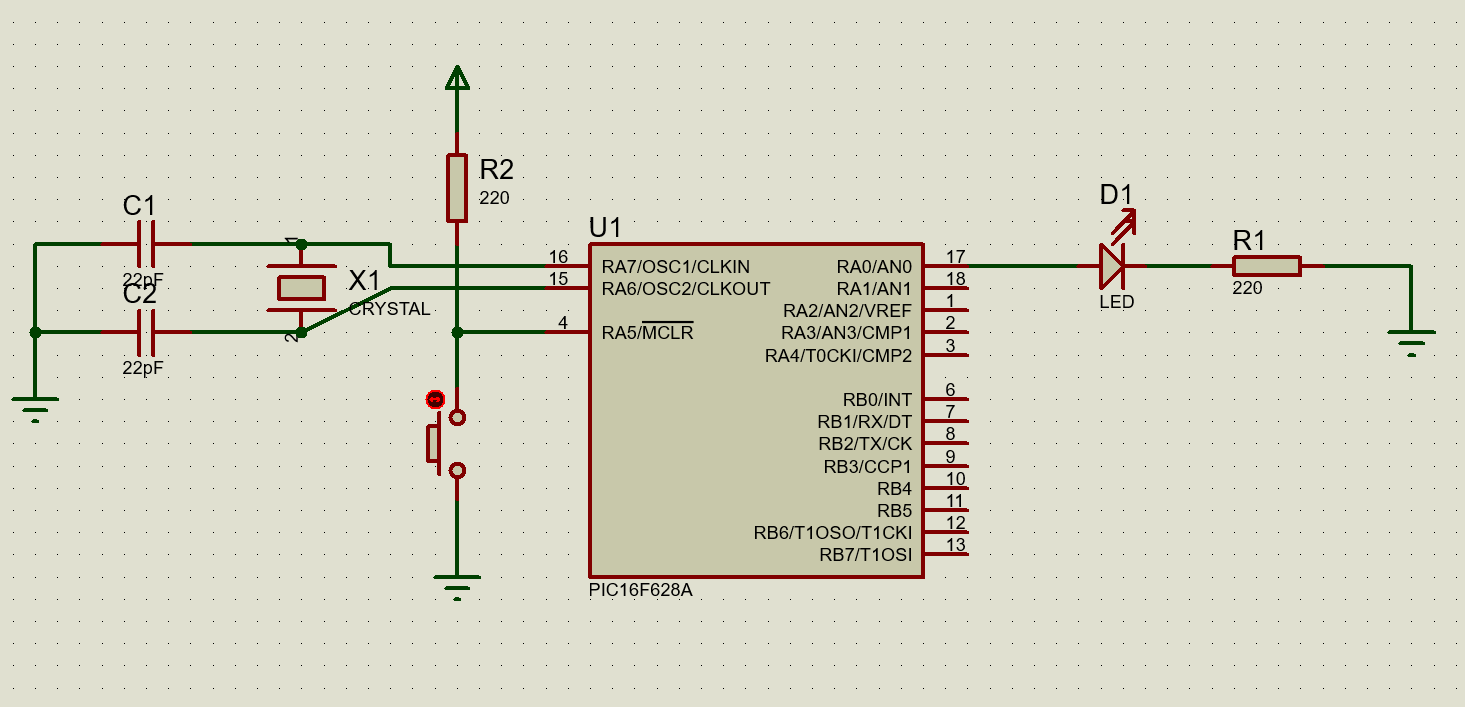 R2
220
C1
22pF
C2
22pF
1
X1
CRYSTAL
2
U1
16
RA7/OSC1/CLKIN
15
RA6/OSC2/CLKOUT
4
RA5/MCLR
RA0/AN0
17
RA1/AN1
18
RA2/AN2/VREF
1
RA3/AN3/CMP1
2
RA4/T0CKI/CMP2
3
RB0/INT
6
RB1/RX/DT
7
RB2/TX/CK
8
RB3/CCP1
9
RB4
10
RB5
11
RB6/T1OSO/T1CKI
12
RB7/T1OSI
13
PIC16F628A
D1
LED
R1
220